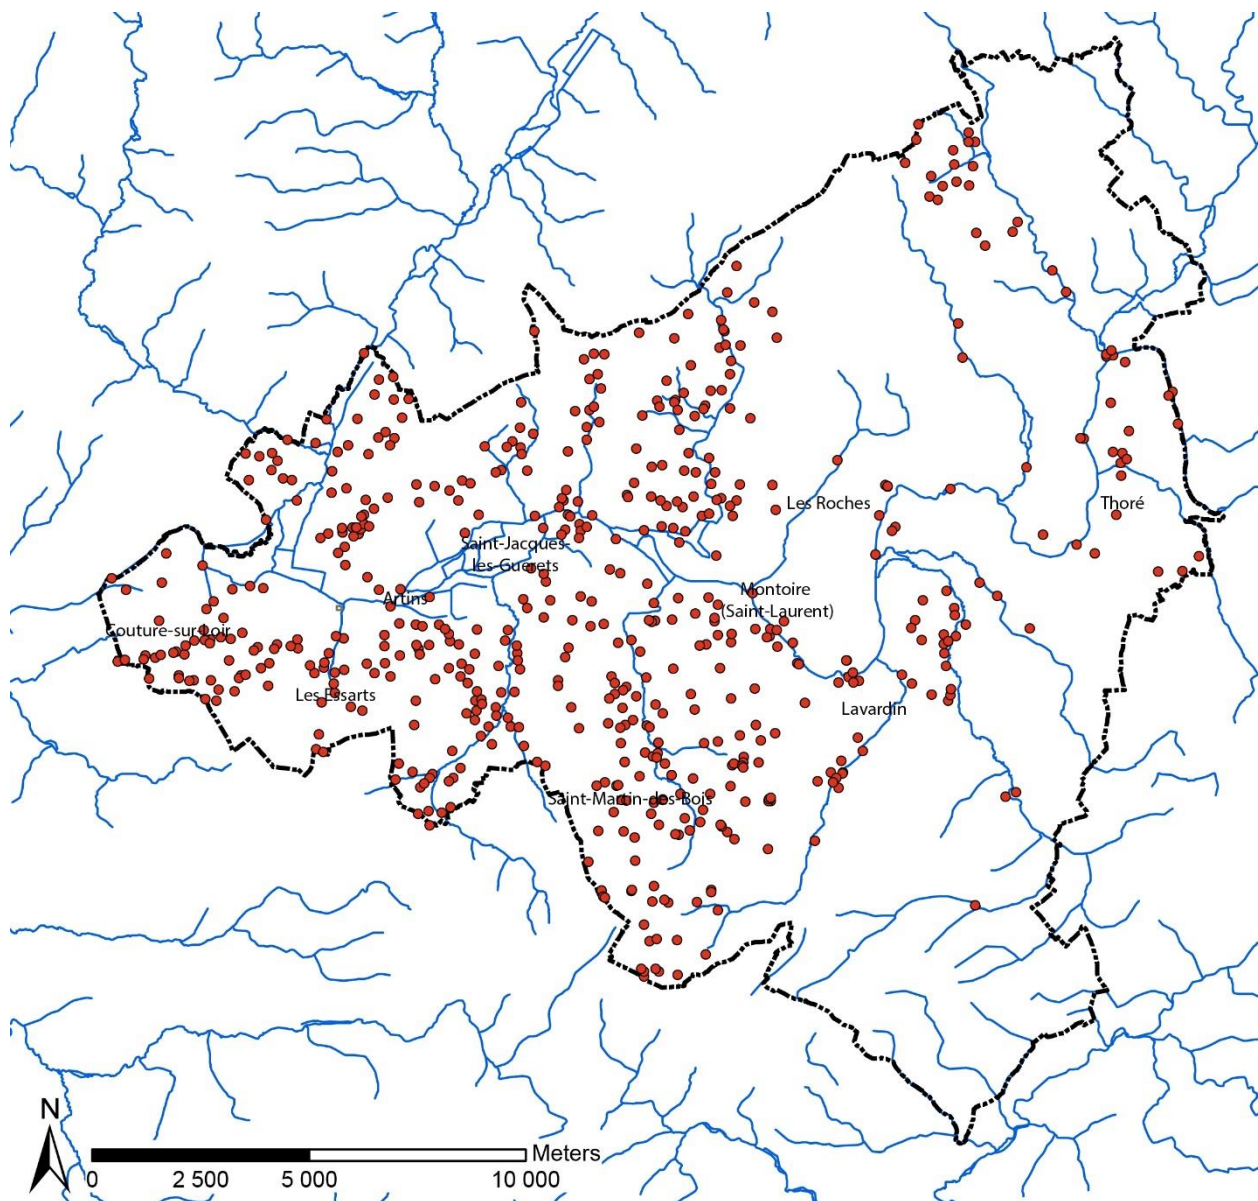 Les Roches
Thoré
Saint-Jacques-
les-Guerets
Montoire
(Saint-Laurent)
Artins
Couture-sur-Loir
Les Essarts
Lavardin
Saint-Martin-des-Bois
N
Meters
0 2 500 5 000 10 000